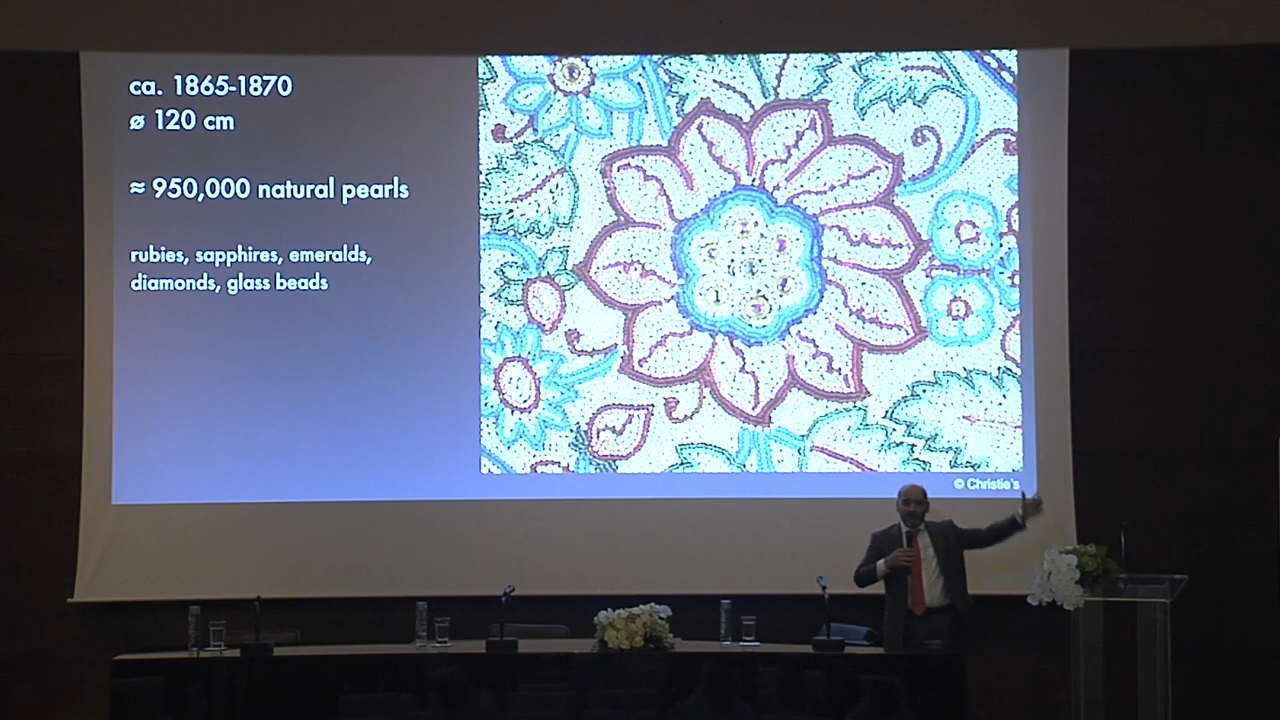 ca. 1865-1870
ø 120 cm
≈ 950,000 natural pearls
rubies, sapphires, emeralds,
diamonds, glass beads
© Christie's